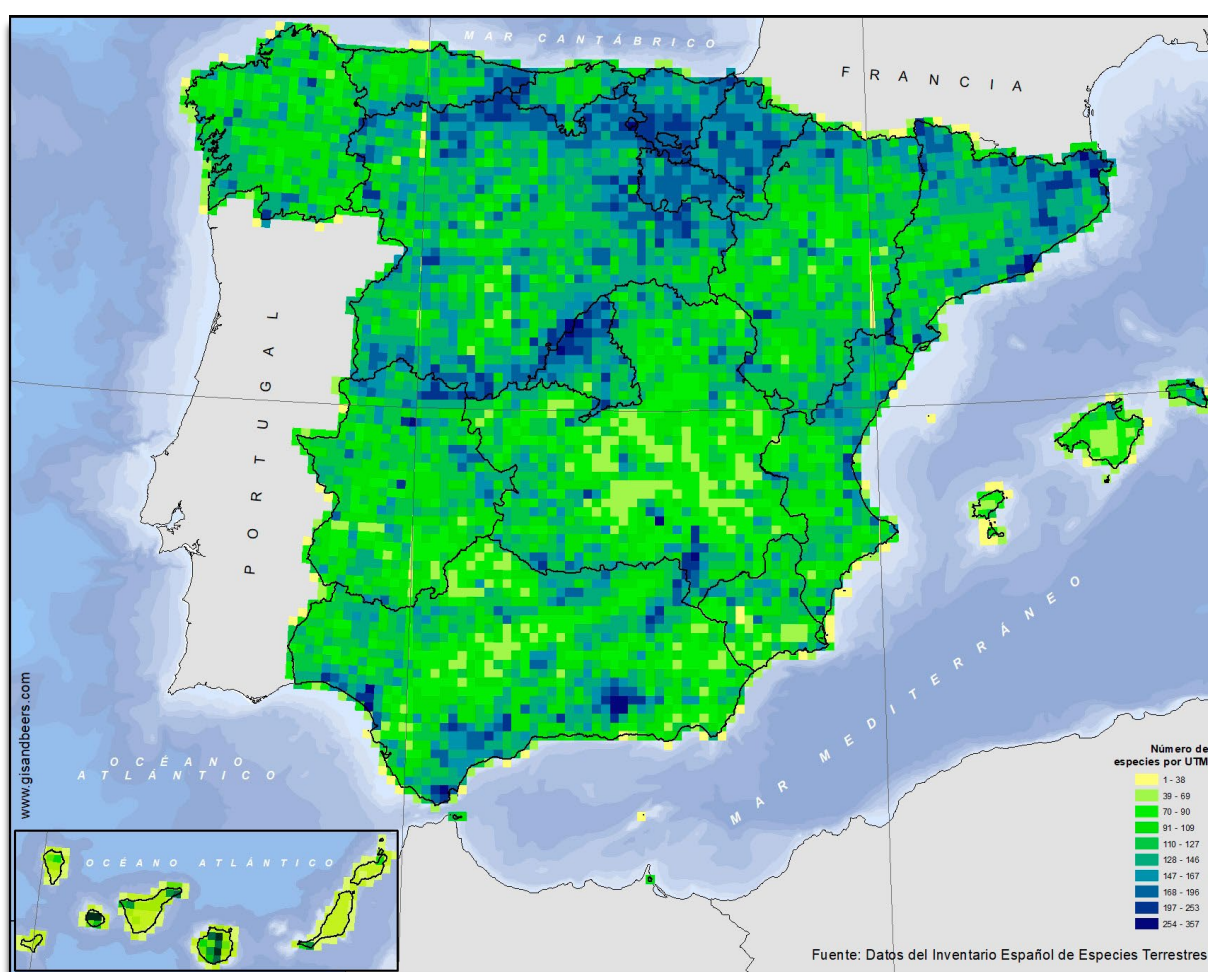 MAR CANTÁBRICO
FRANCIA
PORTUGAL
www.gisandbeers.com
OCÉANO
ATLÁNTICO
MAR MEDITERRÁNEO
Número de
especies por UTM
1 - 38
39 - 69
70 - 90
91 - 109
110 - 127
128 - 146
147 - 167
168 - 196
197 - 253
254 - 357
OCÉANO ATLÁNTICO
Fuente: Datos del Inventario Español de Especies Terrestres